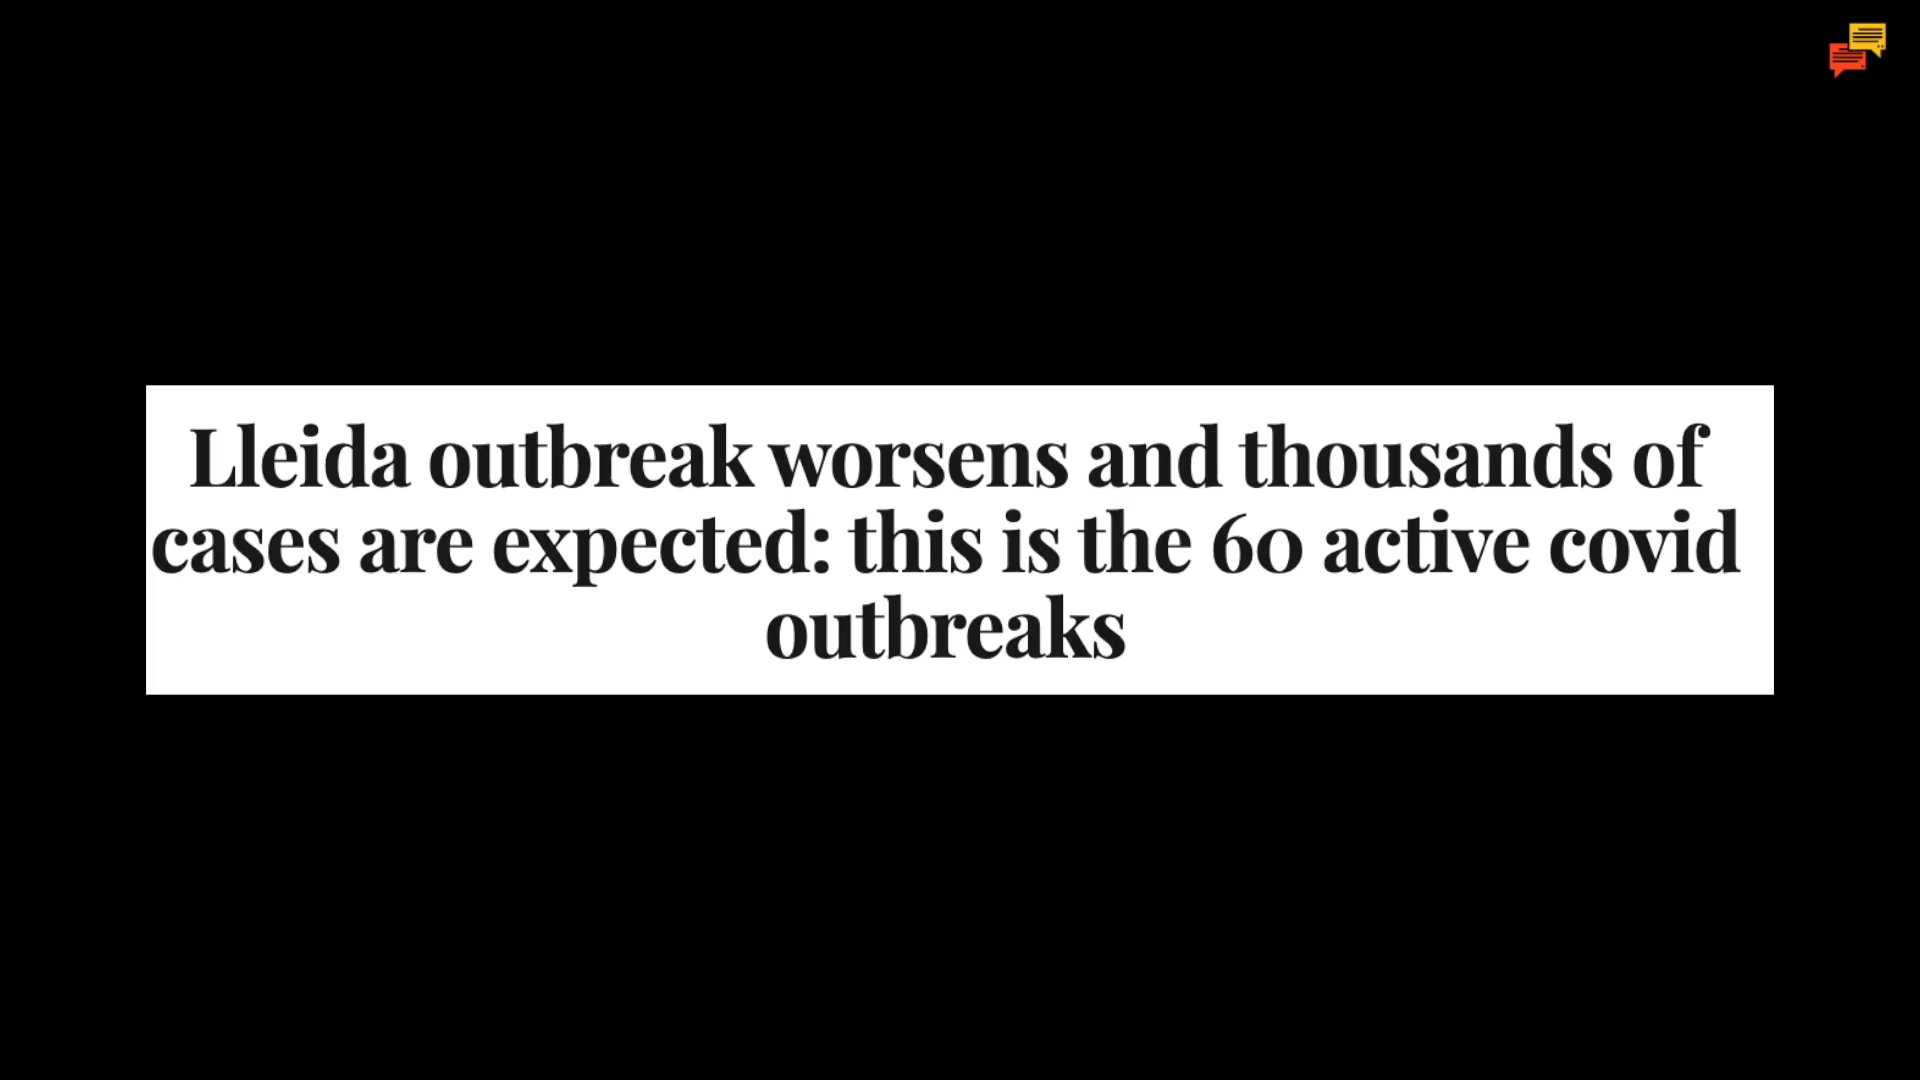 Lleida outbreak worsens and thousands of
cases are expected: this is the 60 active covid
outbreaks